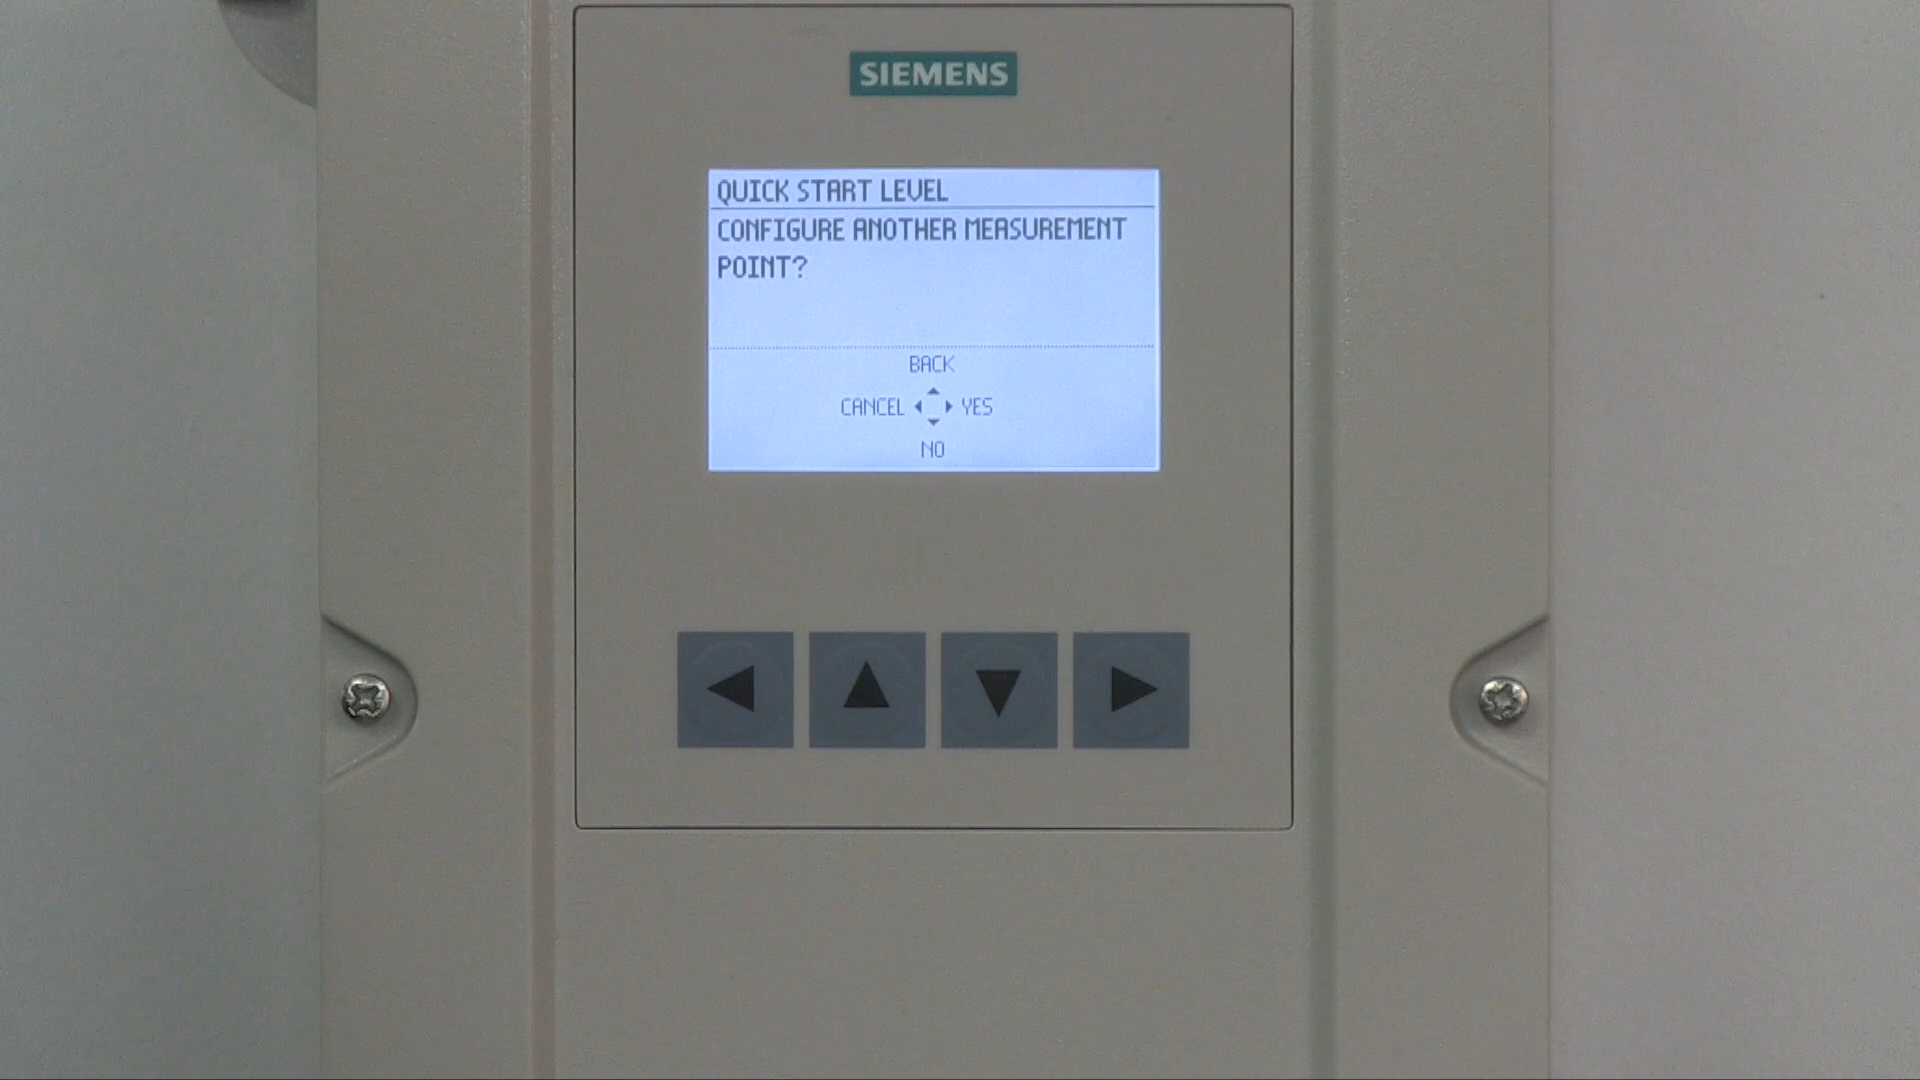 SIEMENS
QUICK START LEVEL
CONFIGURE ANOTHER MEASUREMENT
POINT?
BACK
CANCEL YES
NO